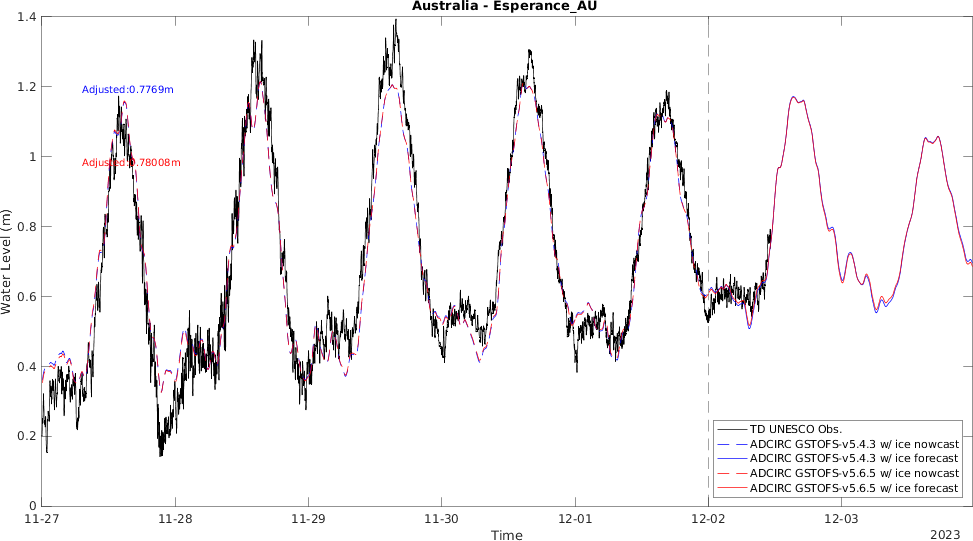 Australia - Esperance_AU
1.4
1.2
1
0.8
0.6
0.4
0.2
0
Water Level (m)
Adjusted:0.7769m
Adjusted:0.78008m
TD UNESCO Obs.
ADCIRC GSTOFS-v5.4.3 w/ ice nowcast
ADCIRC GSTOFS-v5.4.3 w/ ice forecast
ADCIRC GSTOFS-v5.6.5 w/ ice nowcast
ADCIRC GSTOFS-v5.6.5 w/ ice forecast
11-27 11-28 11-29 11-30 12-01 12-02 12-03
Time
2023